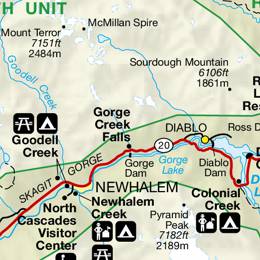 TH UNIT
McMillan Spire
Mount Terror
7151ft
2484m
Goodell Creek
Sourdough Mountain
6106ft
1861m
Gorge
Creek
Falls
DIABLO
Ross D
20
Goodell
Creek
Gorge
Dam
Gorge
Lake
Diablo
Dam
SKAGIT GORGE
NEWHALEM
Colonial
Creek
North
Cascades
Visitor
Center
Newhalem
Creek
Pyramid
Peak
7182ft
2189m